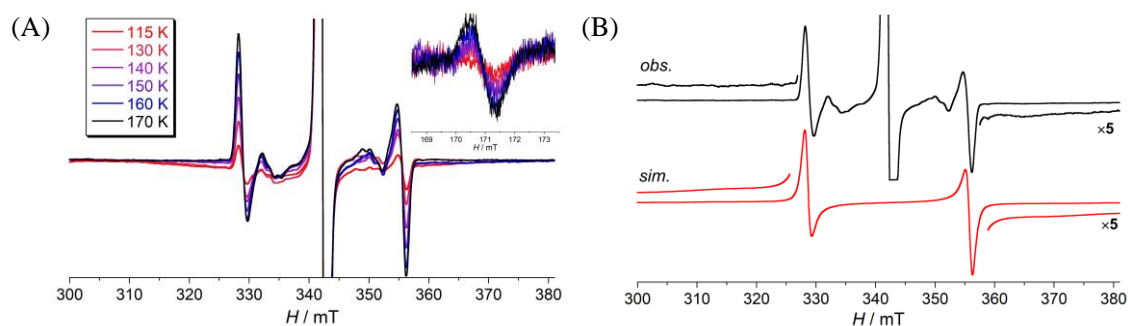 (A)
115 K
130 K
140 K
150 K
160 K
170 K
169 170 171 172 173
H / mT
300 310 320 330 340 350 360 370 380
H / mT
(B)
obs.
×5
sim.
×5
300 310 320 330 340 350 360 370 380
H / mT